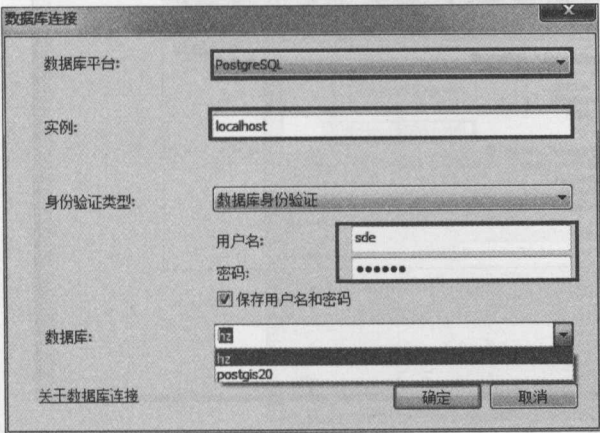 数据库连接
数据库平台: PostgreSQL
实例: localhost
身份验证类型: 数据库身份验证
用户名: sde
密码: ●●●●●●
保存用户名和密码
数据库: hz
hz
postgis20
关于数据库连接 确定 取消